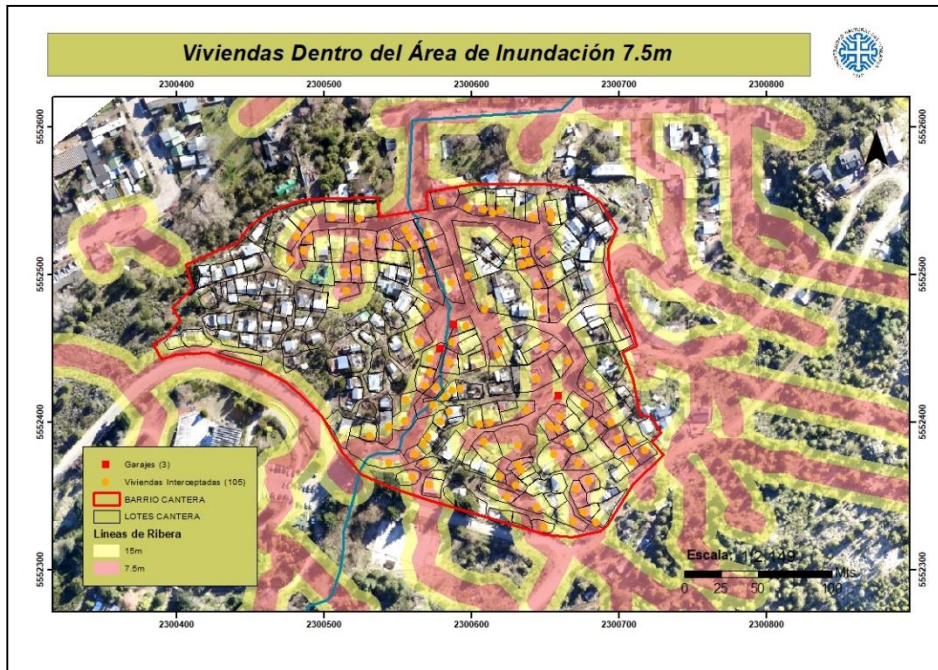 Viviendas Dentro del Área de Inundación 7.5m
2300400 2300500 2300600 2300700 2300800
5552600 5552600
5552500 5552500
5552400 5552400
5552300 5552300
Garajes (3)
Viviendas Interceptadas (105)
BARRIO CANTERA
LOTES CANTERA
Lineas de Ribera
15m
7.5m
Escala: 1:2.149
Mts
0 25 50 100
2300400 2300500 2300600 2300700 2300800